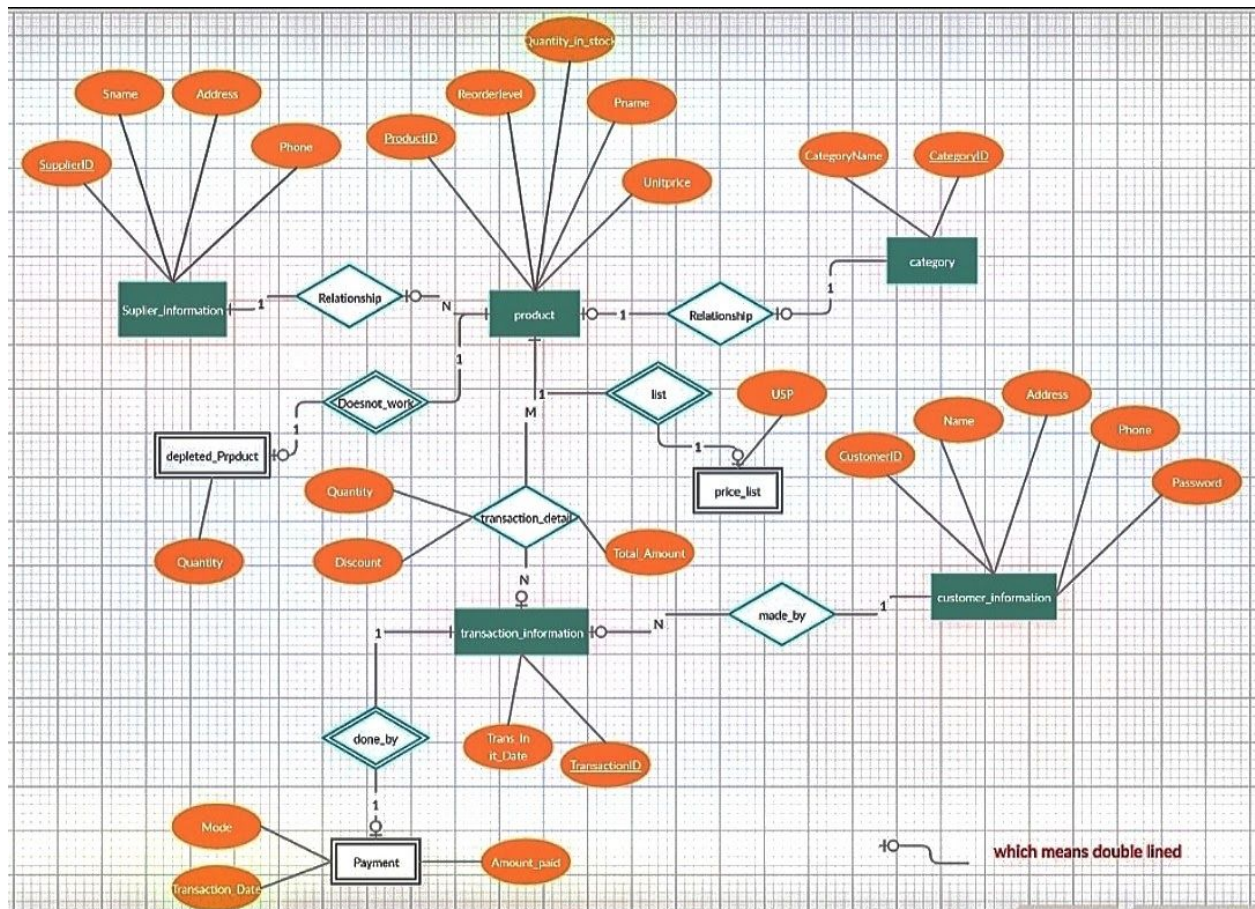 Quantity_in_stock
Sname
Address
Reorderlevel
Pname
ProductID
Phone
SupplierID
Unitprice
CategoryName
CategoryID
category
Suplier_Information
1
Relationship
N
product
1
Relationship
1
1
Doesnot_work
1
depleted_Prpduct
Quantity
M
1
list
1
USP
price_list
Quantity
Discount
transaction_detail
Total_Amount
N
CustomerID
Name
Address
Phone
Password
customer_information
1
made_by
N
transaction_information
1
done_by
1
Trans_In
it_Date
TransactionID
Mode
Transaction_Date
Payment
Amount_paid
which means double lined